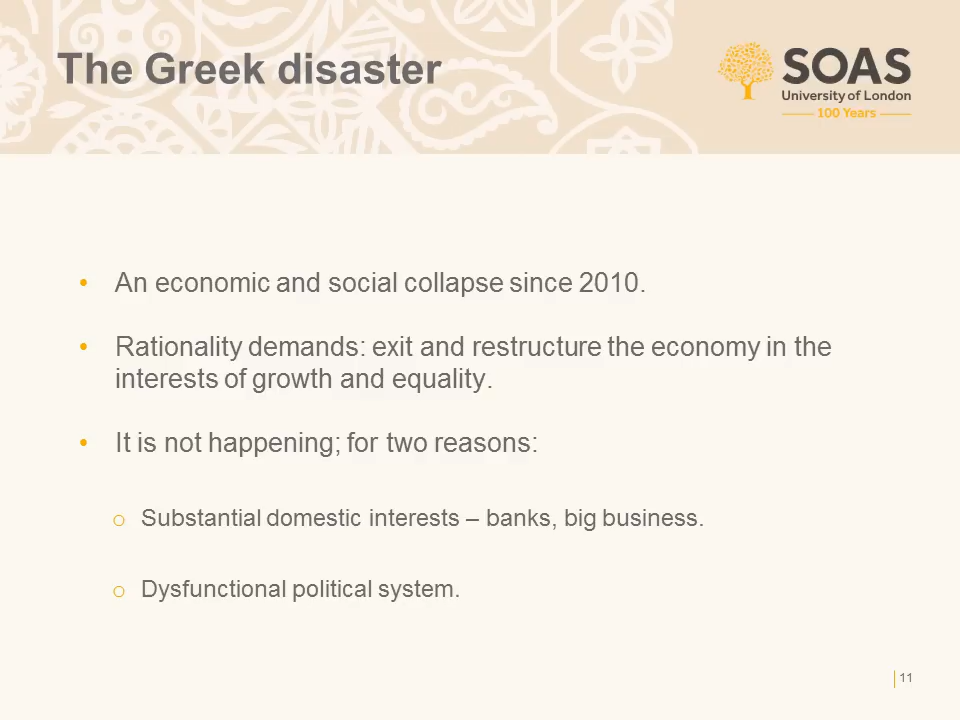 The Greek disaster
SOAS
University of London
100 Years
• An economic and social collapse since 2010.
• Rationality demands: exit and restructure the economy in the
interests of growth and equality.
• It is not happening; for two reasons:
o Substantial domestic interests – banks, big business.
o Dysfunctional political system.
11